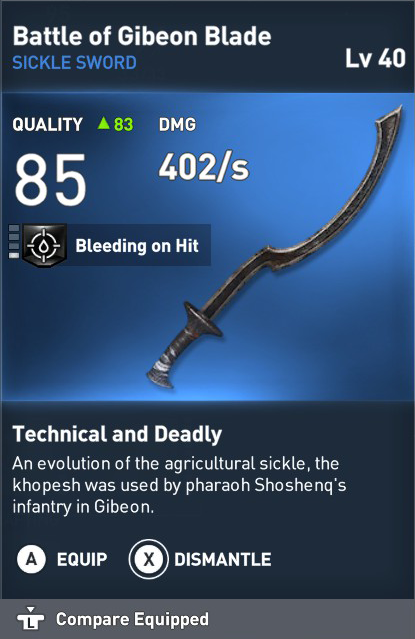 Battle of Gibeon Blade
SICKLE SWORD
Lv 40
QUALITY ▲ 83 DMG
85 402/s
Bleeding on Hit
Technical and Deadly
An evolution of the agricultural sickle, the
khopesh was used by pharaoh Shoshenq's
infantry in Gibeon.
A EQUIP X DISMANTLE
L Compare Equipped